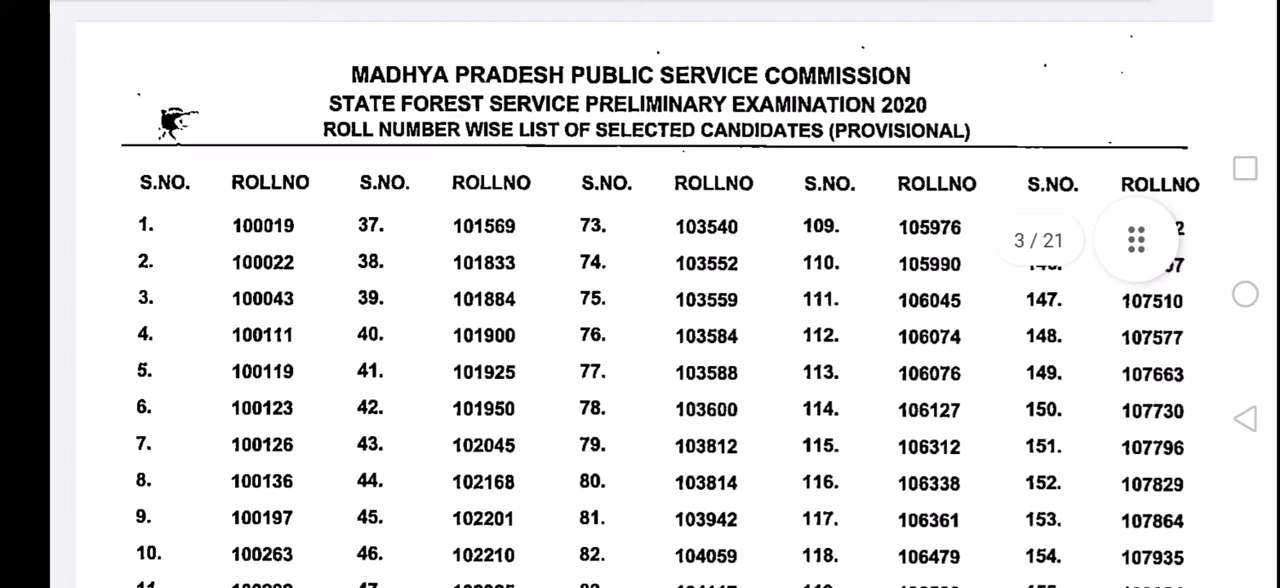 MADHYA PRADESH PUBLIC SERVICE COMMISSION
STATE FOREST SERVICE PRELIMINARY EXAMINATION 2020
ROLL NUMBER WISE LIST OF SELECTED CANDIDATES (PROVISIONAL)
S.NO. ROLLNO S.NO. ROLLNO S.NO. ROLLNO S.NO. ROLLNO S.NO. ROLLNO
1. 100019 37. 101569 73. 103540 109. 105976
3 / 21
2. 100022 38. 101833 74. 103552 110. 105990
3. 100043 39. 101884 75. 103559 111. 106045 147. 107510
4. 100111 40. 101900 76. 103584 112. 106074 148. 107577
5. 100119 41. 101925 77. 103588 113. 106076 149. 107663
6. 100123 42. 101950 78. 103600 114. 106127 150. 107730
7. 100126 43. 102045 79. 103812 115. 106312 151. 107796
8. 100136 44. 102168 80. 103814 116. 106338 152. 107829
9. 100197 45. 102201 81. 103942 117. 106361 153. 107864
10. 100263 46. 102210 82. 104059 118. 106479 154. 107935